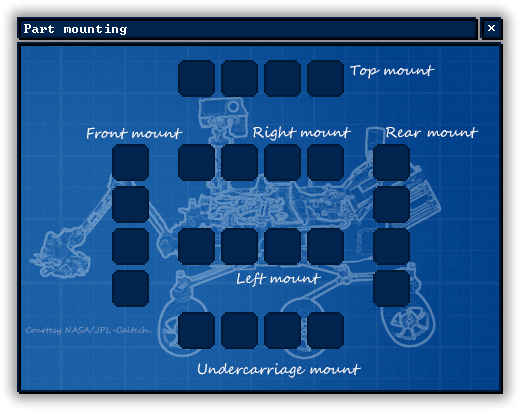 Part mounting
×
Top mount
Front mount
Right mount
Rear mount
Left mount
Courtesy NASA/JPL-Caltech.
Undercarriage mount